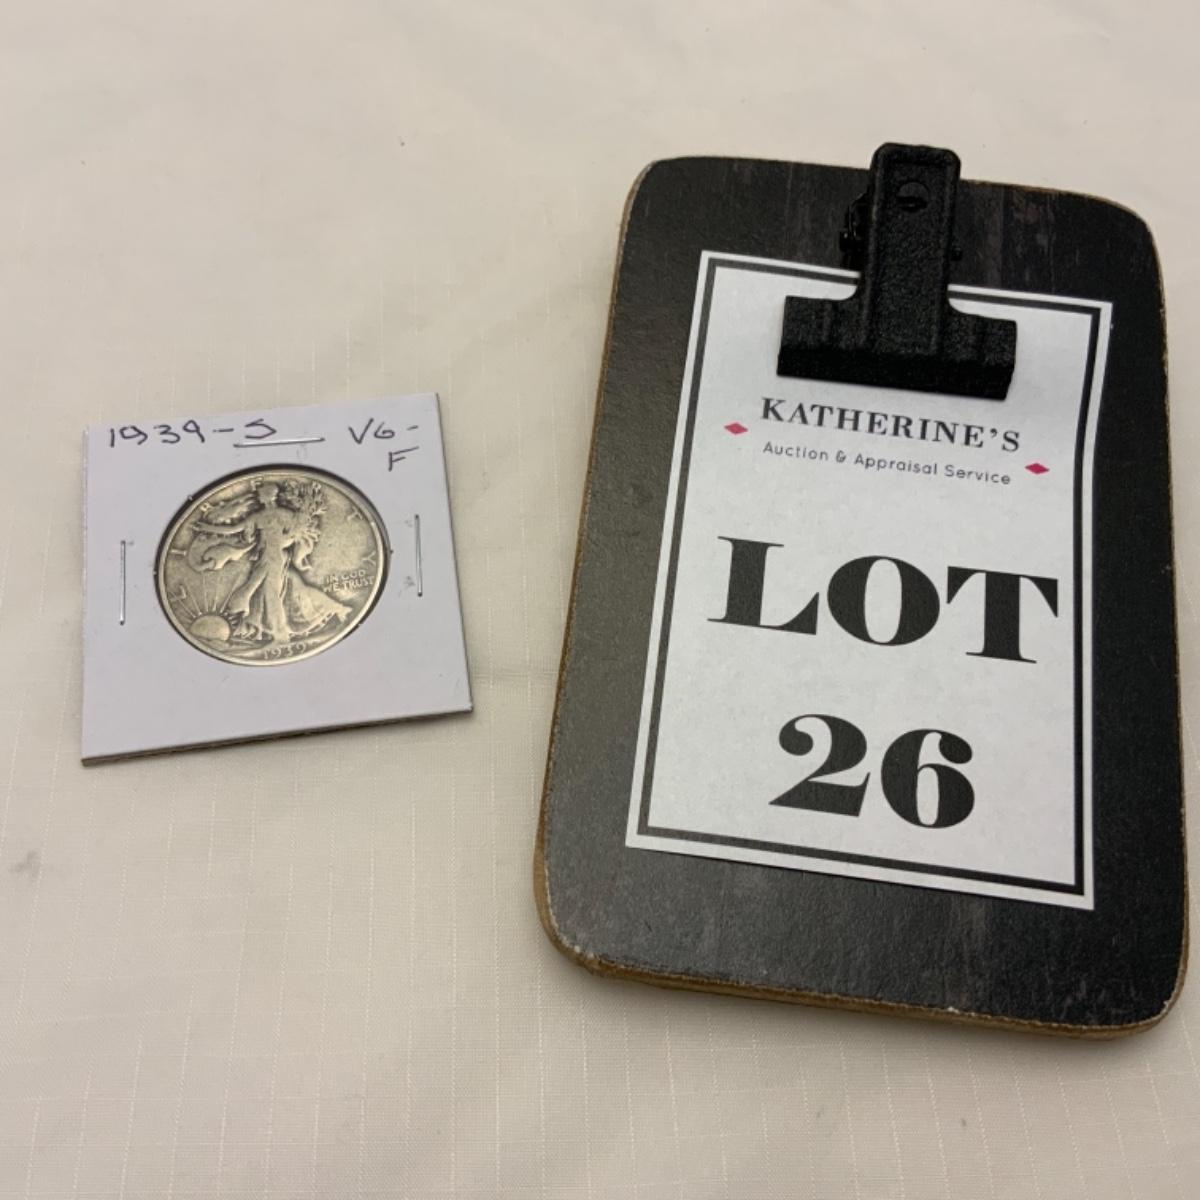 1939-S VG-
F
LIBERTY
IN GOD
WE TRUST
1939
KATHERINE'S
Auction & Appraisal Service
LOT
26